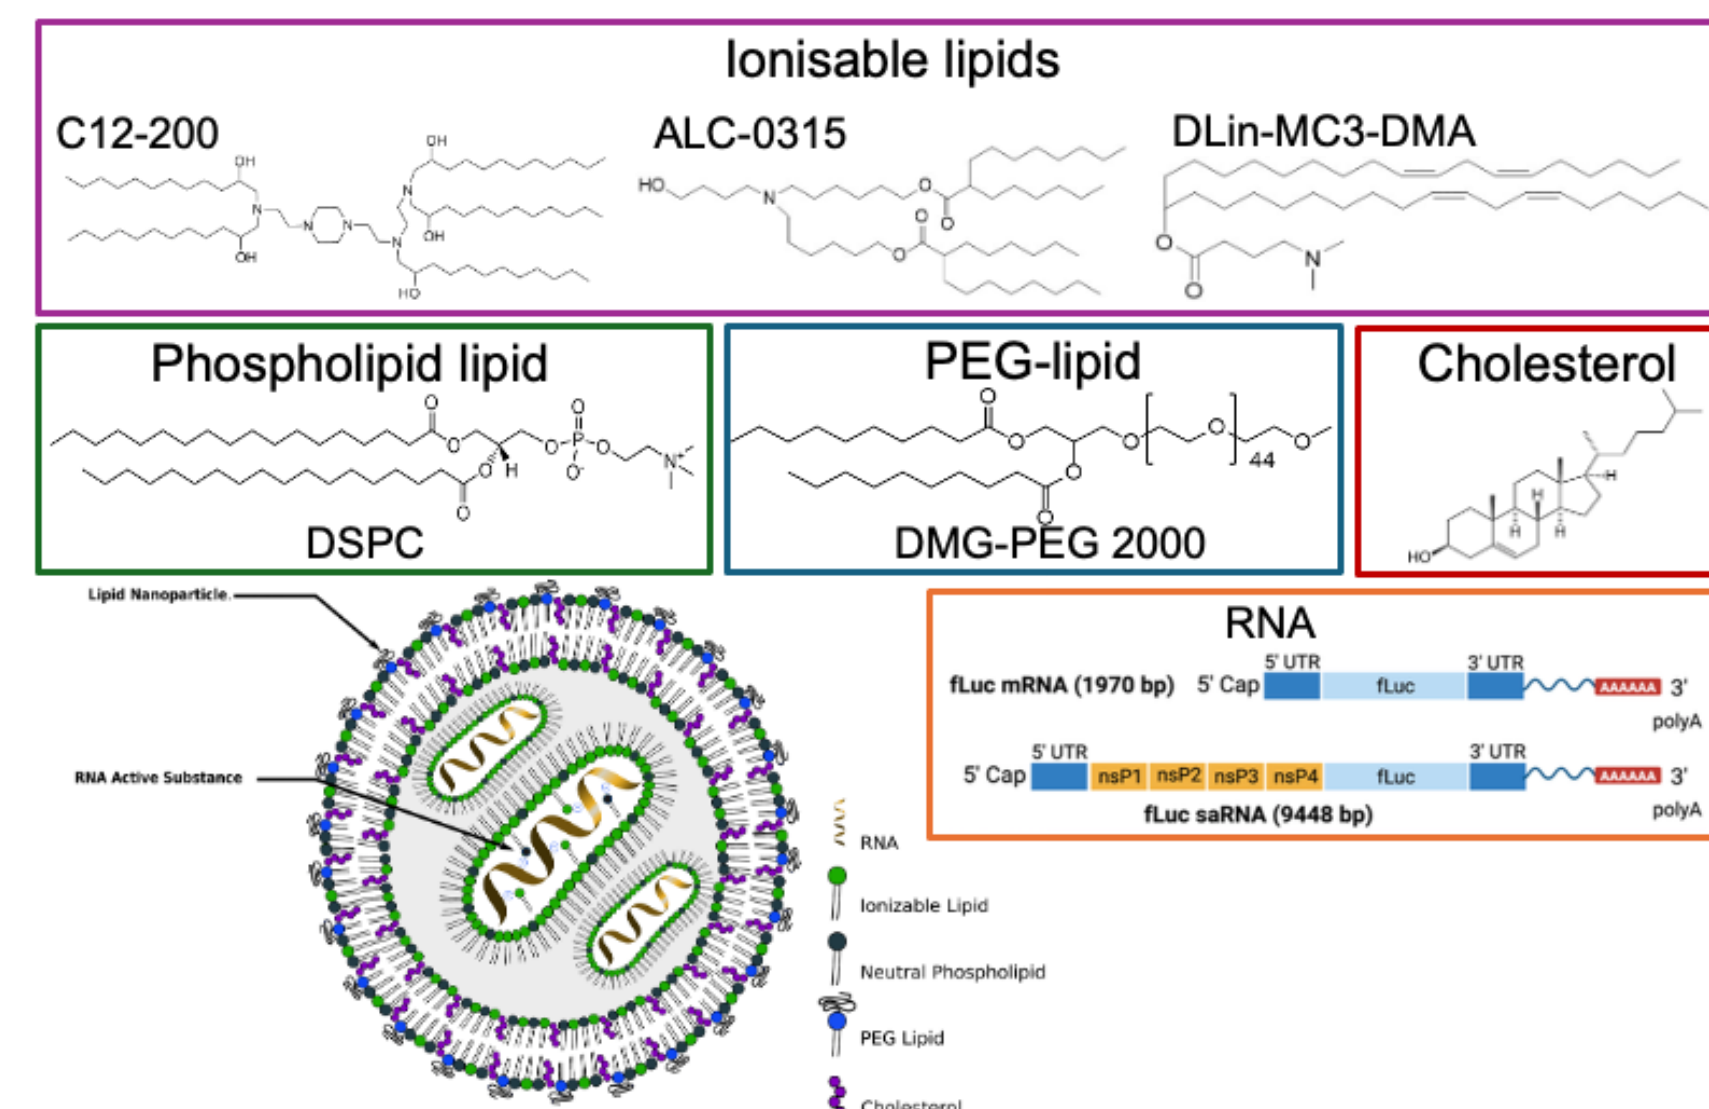 Ionisable lipids
C12-200
ALC-0315
DLin-MC3-DMA
OH
OH
N
N
N
N
N
OH
OH
HO
HO
N
O
O
O
O
O
O
N
Phospholipid lipid
O
O
O
H
O
O
P
O⁻
O
N⁺
DSPC
PEG-lipid
O
O
O
O
O
O
O
44
DMG-PEG 2000
Cholesterol
H
H
H
H
HO
Lipid Nanoparticle.
RNA Active Substance
RNA
Ionizable Lipid
Neutral Phospholipid
PEG Lipid
Cholesterol
RNA
5' UTR 3' UTR
fLuc mRNA (1970 bp) 5' Cap fLuc AAAAAA 3'
polyA
5' UTR 3' UTR
5' Cap nsP1 nsP2 nsP3 nsP4 fLuc AAAAAA 3'
fLuc saRNA (9448 bp) polyA